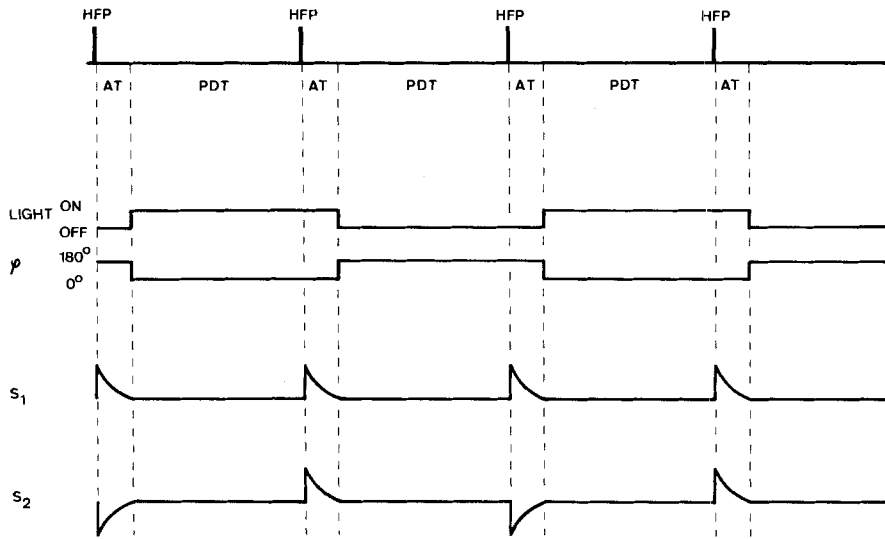 HFP HFP HFP HFP
AT PDT AT PDT AT PDT AT
LIGHT ON
OFF
φ 180°
0°
S1
S2